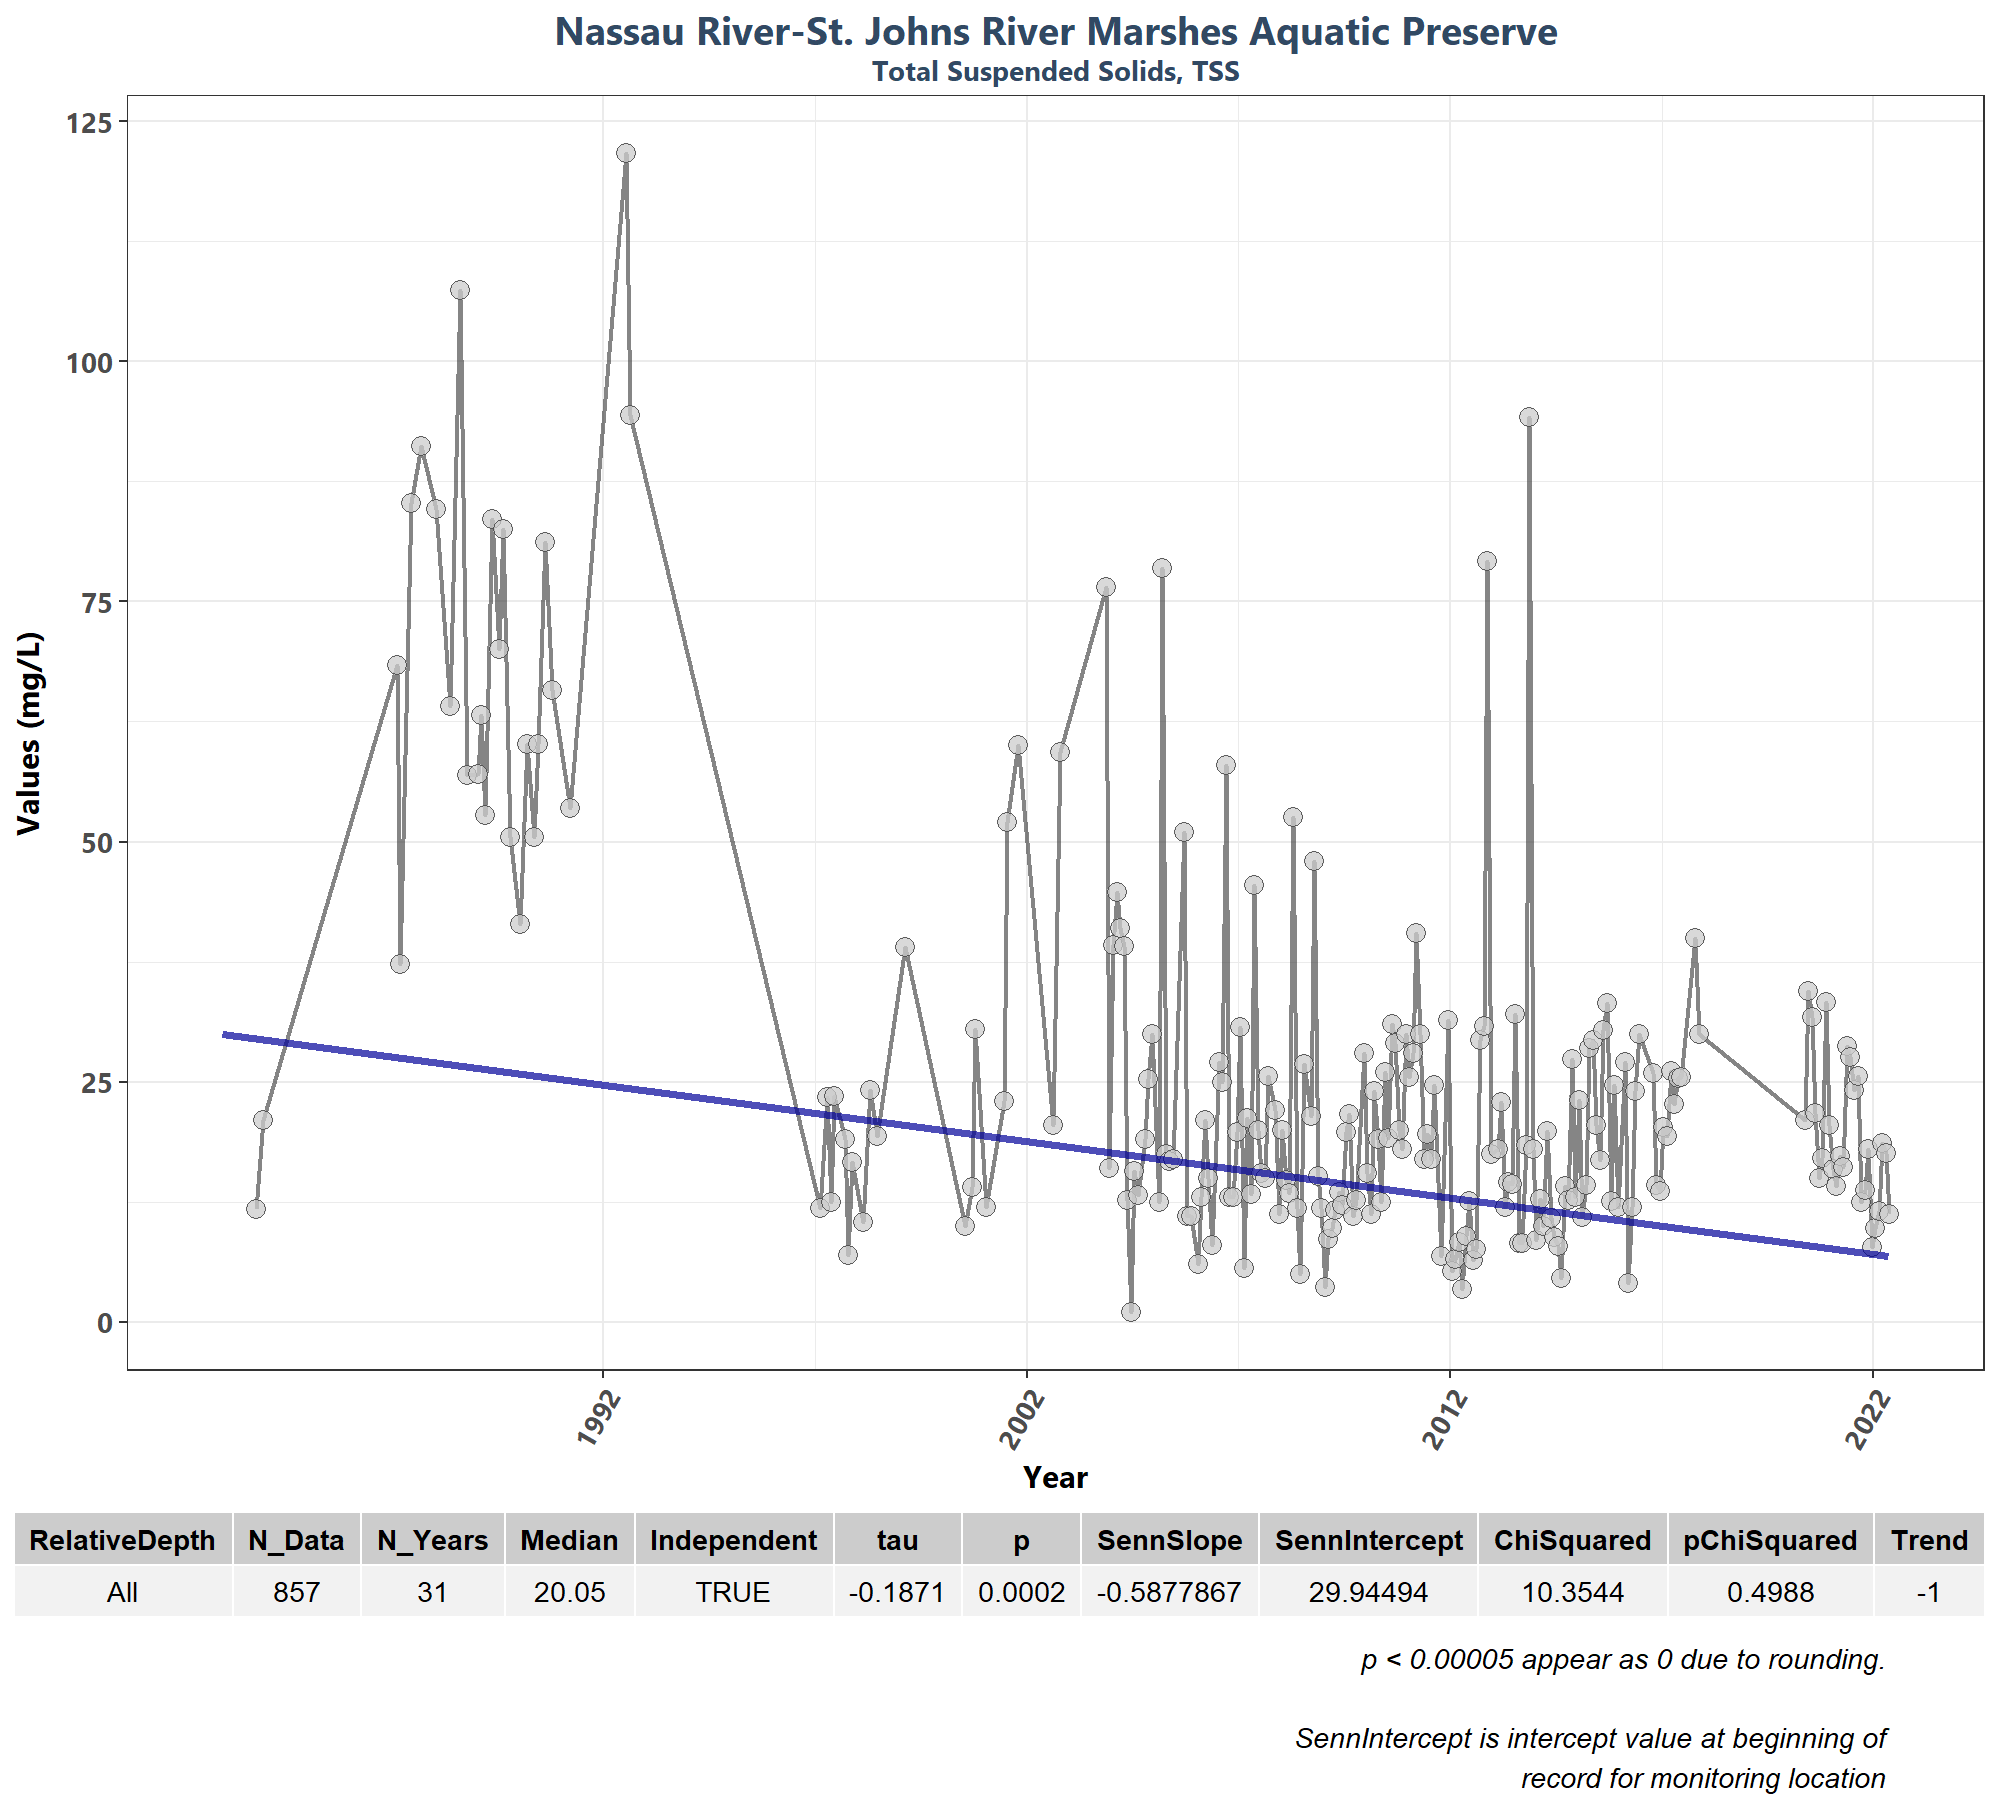 Nassau River-St. Johns River Marshes Aquatic Preserve
Total Suspended Solids, TSS
125
100
75
50
25
0
Values (mg/L)
1992
2002
2012
2022
Year
RelativeDepth N_Data N_Years Median Independent tau p SennSlope SennIntercept ChiSquared pChiSquared Trend
All 857 31 20.05 TRUE -0.1871 0.0002 -0.5877867 29.94494 10.3544 0.4988 -1
p < 0.00005 appear as 0 due to rounding.
SennIntercept is intercept value at beginning of
record for monitoring location